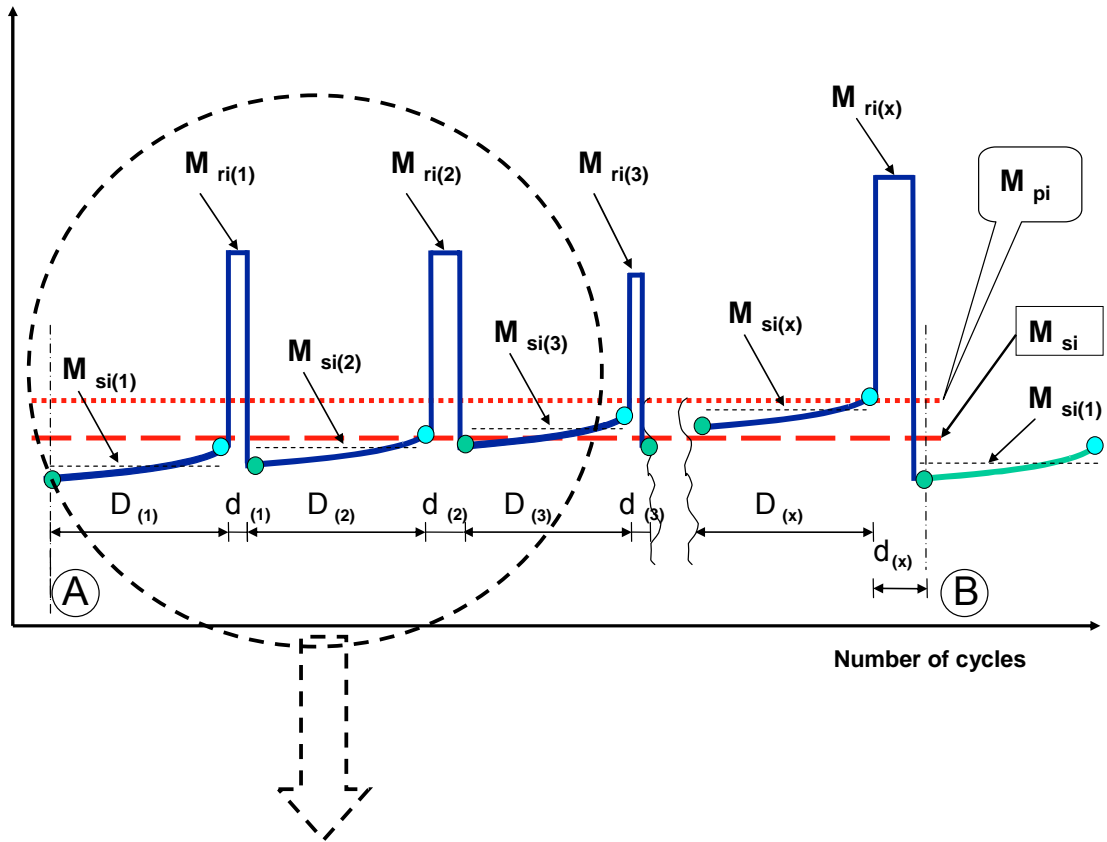 M ri(x)
M ri(1)
M ri(2)
M ri(3)
M pi
M si(x)
M si(3)
M si
M si(2)
M si(1)
M si(1)
D (1)
d (1)
D (2)
d (2)
D (3)
d (3)
D (x)
d (x)
A
B
Number of cycles